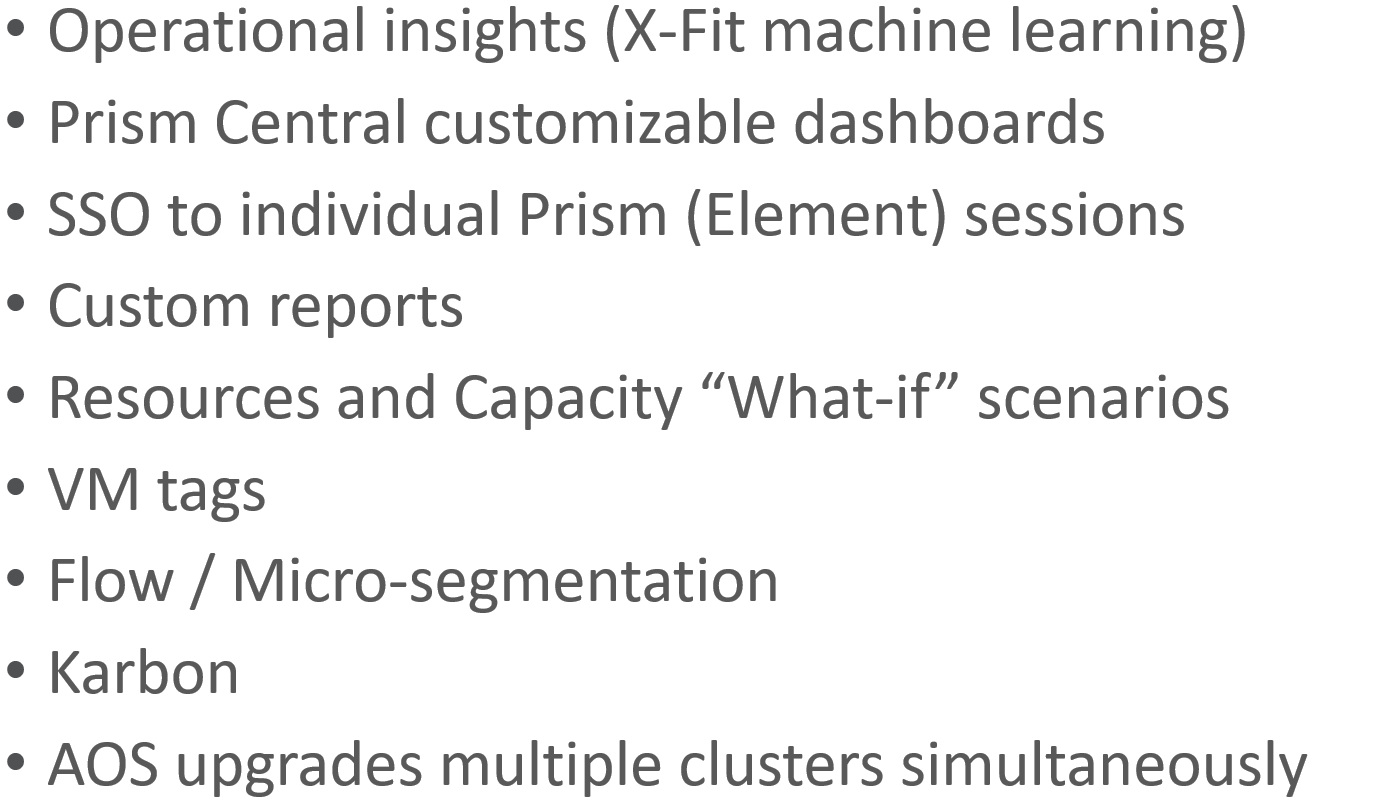 • Operational insights (X-Fit machine learning)
• Prism Central customizable dashboards
• SSO to individual Prism (Element) sessions
• Custom reports
• Resources and Capacity “What-if” scenarios
• VM tags
• Flow / Micro-segmentation
• Karbon
• AOS upgrades multiple clusters simultaneously